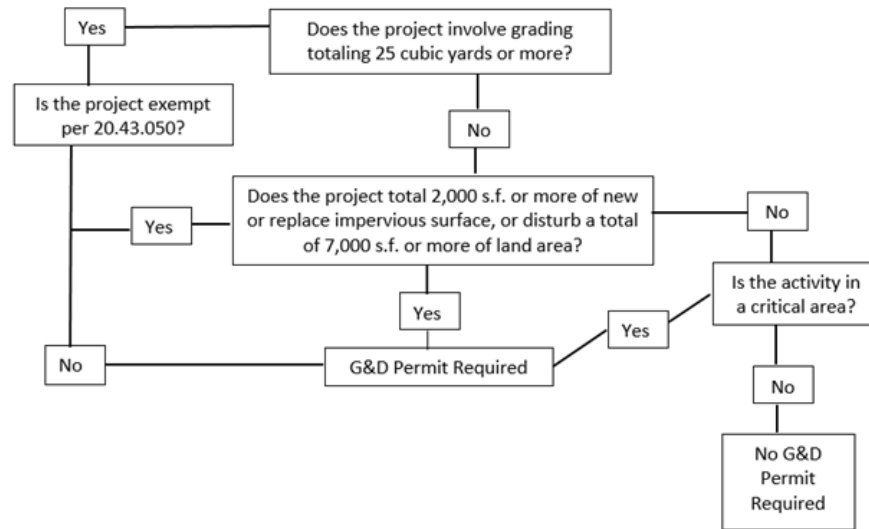 Yes
Does the project involve grading
totaling 25 cubic yards or more?
Is the project exempt
per 20.43.050?
No
Does the project total 2,000 s.f. or more of new
or replace impervious surface, or disturb a total
of 7,000 s.f. or more of land area?
Yes
No
Is the activity in
a critical area?
Yes
Yes
No
G&D Permit Required
No
No G&D
Permit
Required